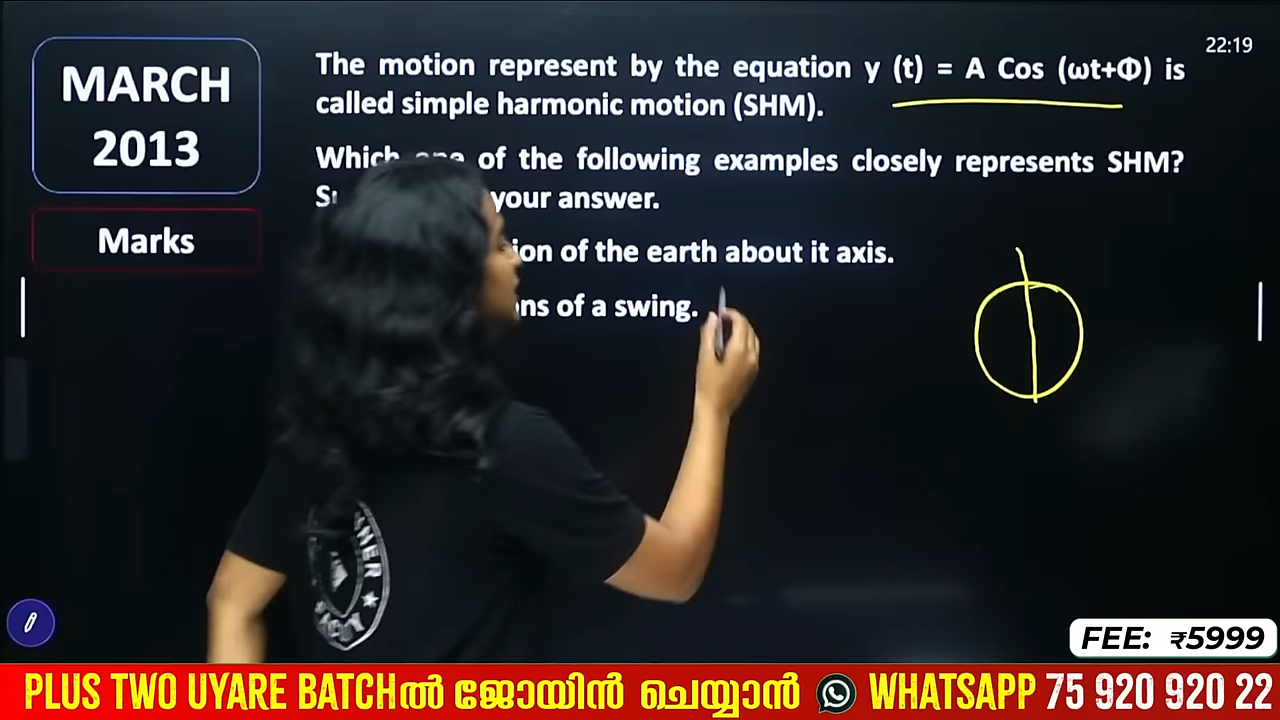 22:19
MARCH
2013
Marks
The motion represent by the equation y (t) = A Cos (ωt+Φ) is
called simple harmonic motion (SHM).
Which one of the following examples closely represents SHM?
your answer.
of the earth about it axis.
of a swing.
FEE: ₹5999
PLUS TWO UYARE BATCHൽ ജോയിൻ ചെയ്യാൻ WHATSAPP 75 920 920 22